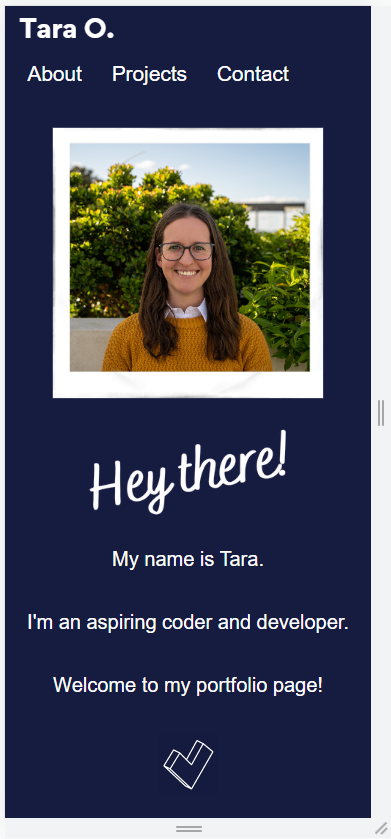 Tara O.
About Projects Contact
Hey there!
My name is Tara.
I'm an aspiring coder and developer.
Welcome to my portfolio page!